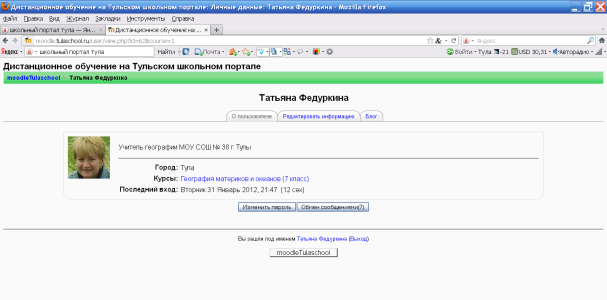 Дистанционное обучение на Тульском школьном портале: Личные данные: Татьяна Федуркина - Mozilla Firefox
Файл Правка Вид Журнал Закладки Инструменты Справка
школьный портал тула — Ян... × Дистанционное обучение на Тульском ... × +
moodle.tulaschool.ru/user/view.php?id=62&course=1 Яндекс
Яндекс школьный портал тула Найти Почта Войти Тула -21 USD 30,31 Авторадио
Дистанционное обучение на Тульском школьном портале
moodleTulaschool Татьяна Федуркина
Татьяна Федуркина
О пользователе Редактировать информацию Блог
Учитель географии МОУ СОШ № 36 г. Тулы
Город: Тула
Курсы: География материков и океанов (7 класс)
Последний вход: Вторник 31 Январь 2012, 21:47 (12 сек)
Изменить пароль Обмен сообщениями(7)
Вы зашли под именем Татьяна Федуркина (Выход)
moodleTulaschool